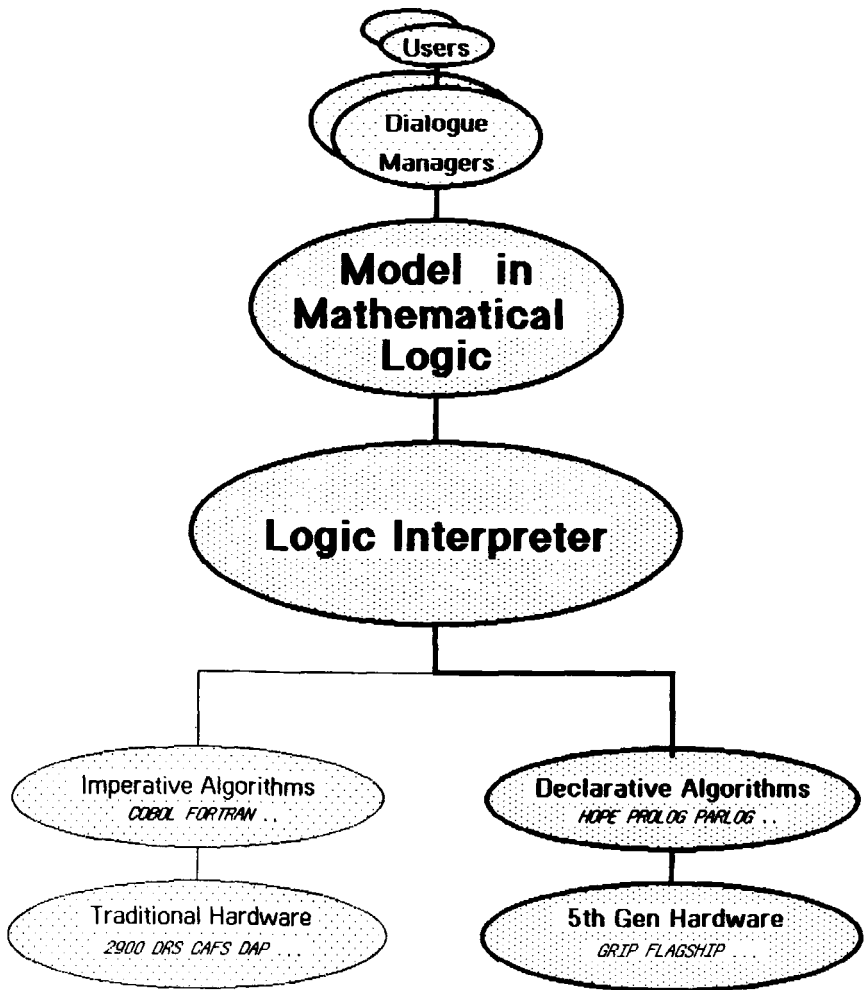 Users
Dialogue
Managers
Model in
Mathematical
Logic
Logic Interpreter
Imperative Algorithms
COBOL FORTRAN ..
Declarative Algorithms
HOPE PROLOG PARLOG ..
Traditional Hardware
2900 DRS CAFS DAP ...
5th Gen Hardware
GRIP FLAGSHIP ...